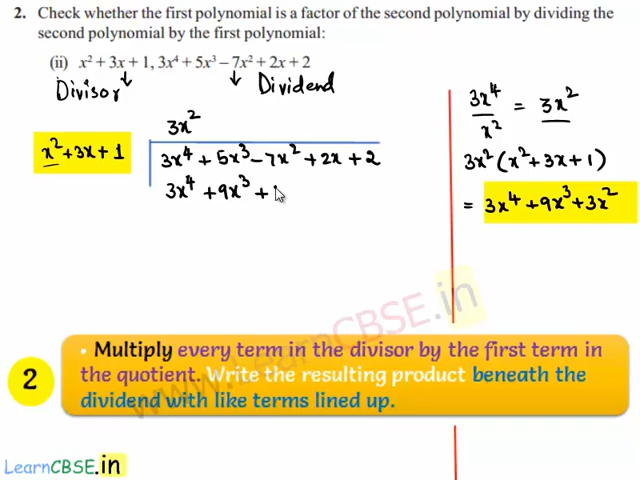 2. Check whether the first polynomial is a factor of the second polynomial by dividing the
second polynomial by the first polynomial:
(ii) x² + 3x + 1, 3x⁴ + 5x³ − 7x² + 2x + 2
Divisor Dividend
3x²
x² + 3x + 1 3x⁴ + 5x³ − 7x² + 2x + 2
3x⁴ + 9x³ +
3x⁴/x² = 3x²
3x² (x² + 3x + 1)
= 3x⁴ + 9x³ + 3x²
www.LearnCBSE.in
2
• Multiply every term in the divisor by the first term in
the quotient. Write the resulting product beneath the
dividend with like terms lined up.
LearnCBSE.in